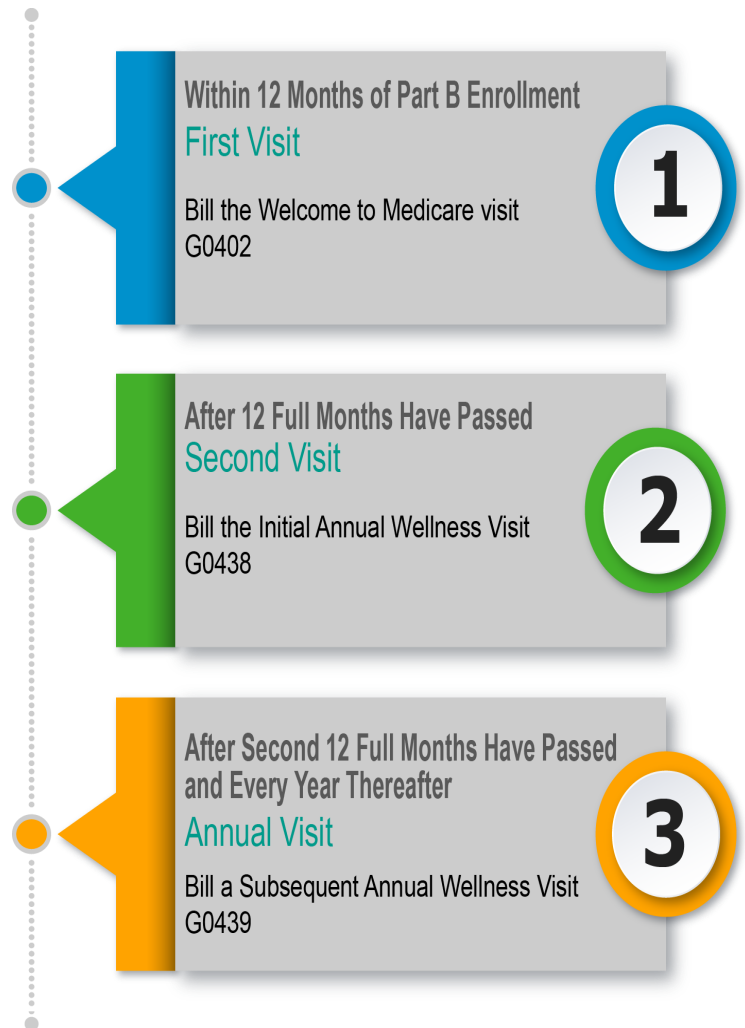 Within 12 Months of Part B Enrollment
First Visit
Bill the Welcome to Medicare visit
G0402
1
After 12 Full Months Have Passed
Second Visit
Bill the Initial Annual Wellness Visit
G0438
2
After Second 12 Full Months Have Passed
and Every Year Thereafter
Annual Visit
Bill a Subsequent Annual Wellness Visit
G0439
3